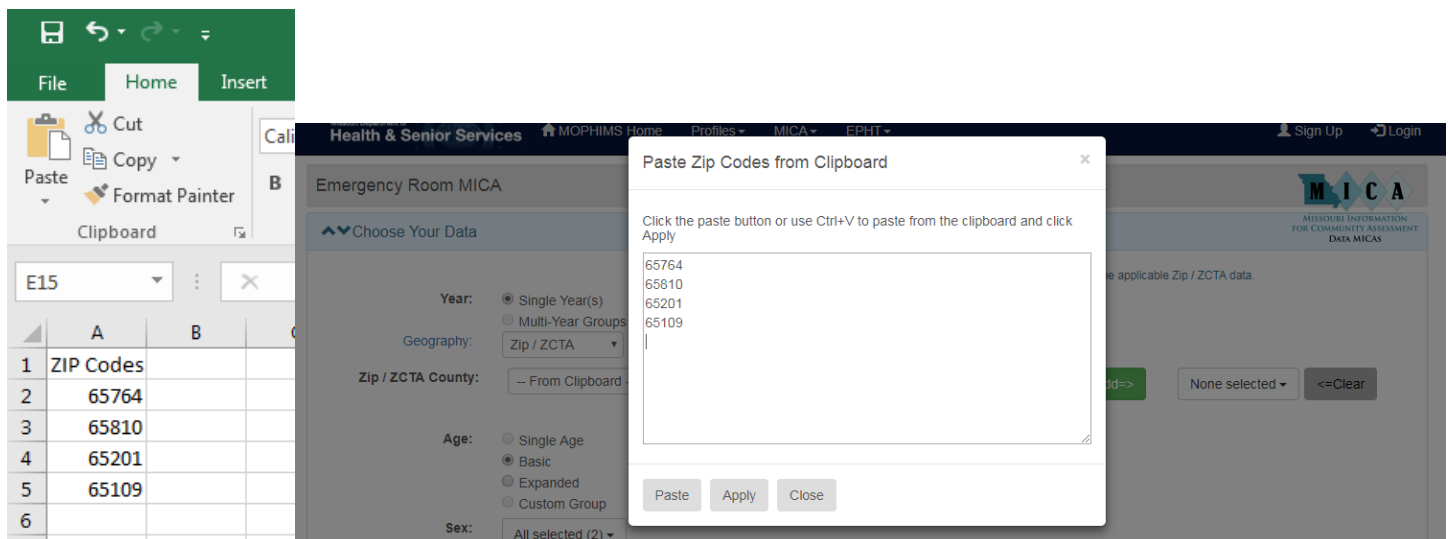 File Home Insert
Cut
Copy
Paste
Format Painter
Clipboard
Cali
B
E15
A B
1 ZIP Codes
2 65764
3 65810
4 65201
5 65109
6
Health & Senior Services MOPHIMS Home Profiles MICA EPHT Sign Up Login
Emergency Room MICA
MICA
MISSOURI INFORMATION
FOR COMMUNITY ASSESSMENT
DATA MICAS
Choose Your Data
applicable Zip / ZCTA data.
Year: Single Year(s)
Multi-Year Groups
Geography: Zip / ZCTA
Zip / ZCTA County: -- From Clipboard -
None selected <=Clear
Age: Single Age
Basic
Expanded
Custom Group
Sex: All selected (2)
Paste Zip Codes from Clipboard ×
Click the paste button or use Ctrl+V to paste from the clipboard and click
Apply
65764
65810
65201
65109
Paste Apply Close